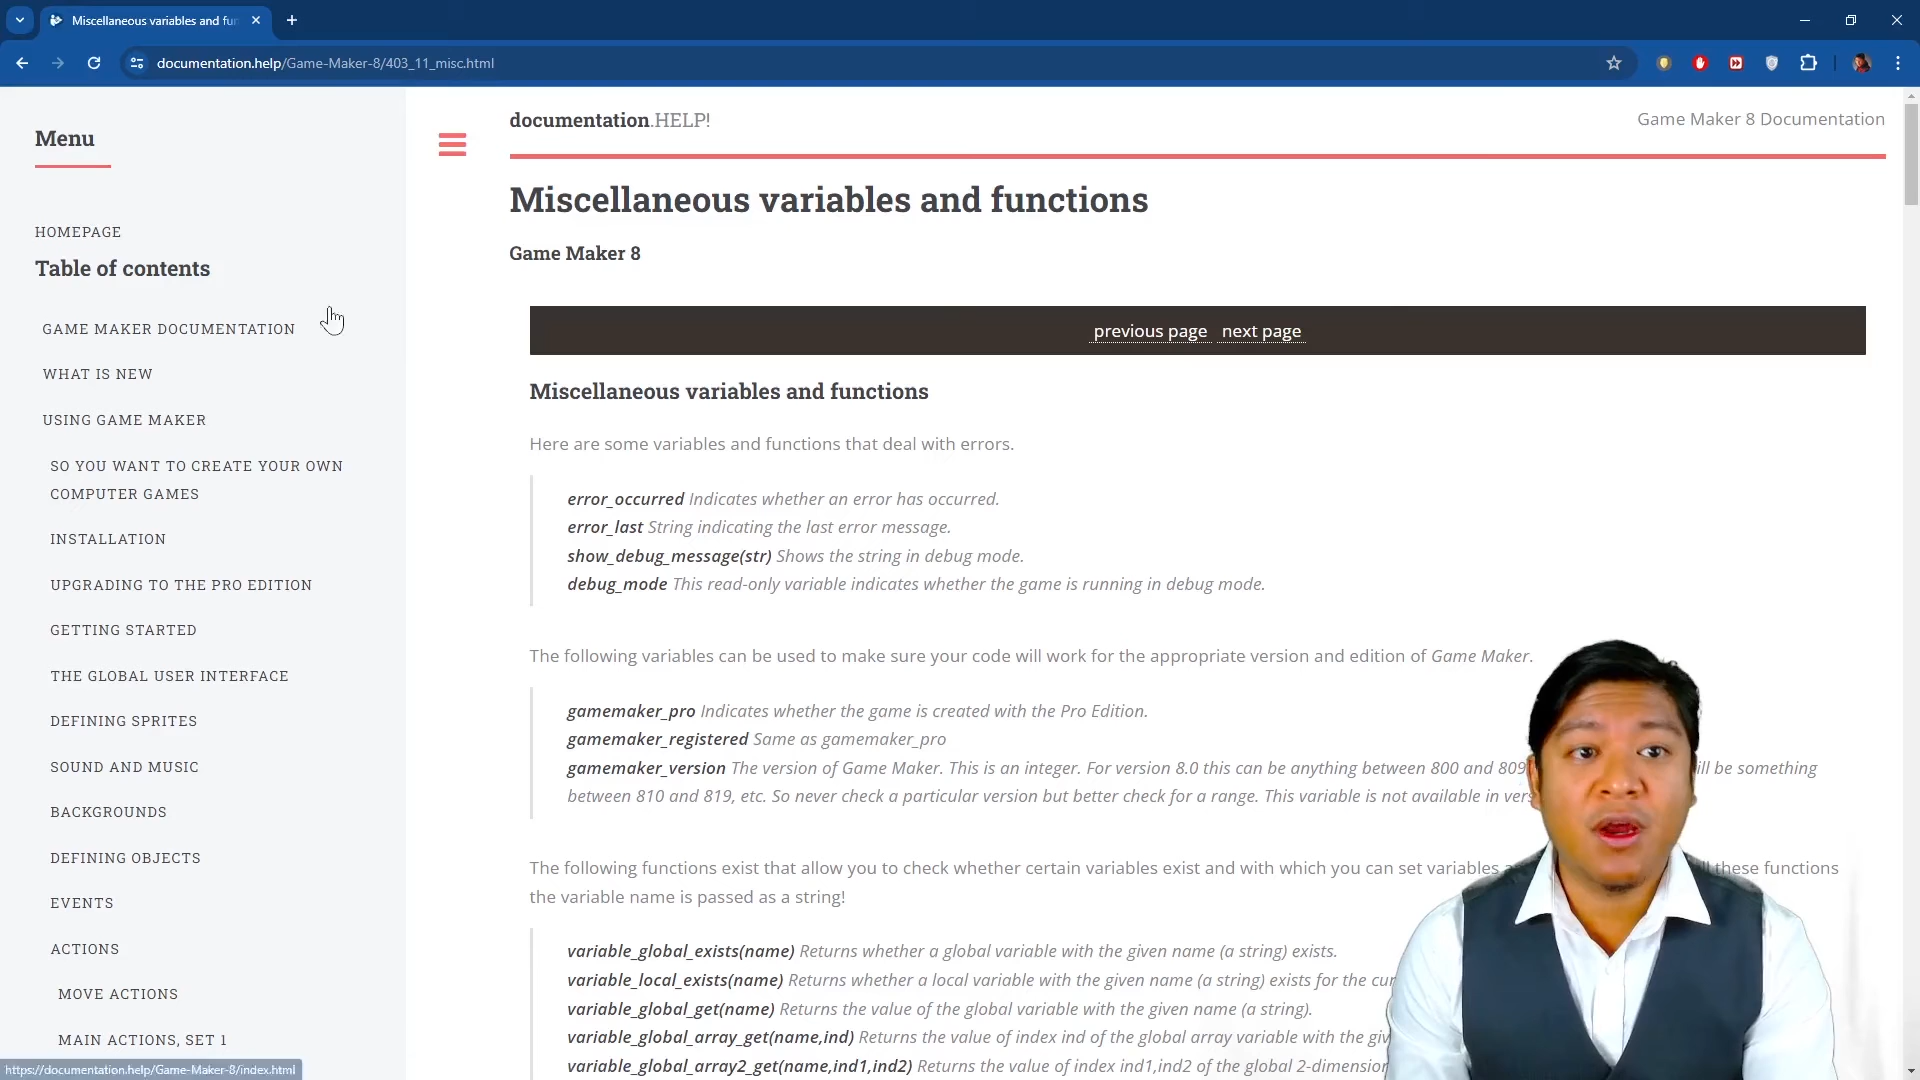 Miscellaneous variables and fun
documentation.help/Game-Maker-8/403_11_misc.html
Menu
HOMEPAGE
Table of contents
GAME MAKER DOCUMENTATION
WHAT IS NEW
USING GAME MAKER
SO YOU WANT TO CREATE YOUR OWN
COMPUTER GAMES
INSTALLATION
UPGRADING TO THE PRO EDITION
GETTING STARTED
THE GLOBAL USER INTERFACE
DEFINING SPRITES
SOUND AND MUSIC
BACKGROUNDS
DEFINING OBJECTS
EVENTS
ACTIONS
MOVE ACTIONS
MAIN ACTIONS, SET 1
https://documentation.help/Game-Maker-8/index.html
documentation.HELP!
Game Maker 8 Documentation
Miscellaneous variables and functions
Game Maker 8
previous page next page
Miscellaneous variables and functions
Here are some variables and functions that deal with errors.
error_occurred Indicates whether an error has occurred.
error_last String indicating the last error message.
show_debug_message(str) Shows the string in debug mode.
debug_mode This read-only variable indicates whether the game is running in debug mode.
The following variables can be used to make sure your code will work for the appropriate version and edition of Game Maker.
gamemaker_pro Indicates whether the game is created with the Pro Edition.
gamemaker_registered Same as gamemaker_pro
gamemaker_version The version of Game Maker. This is an integer. For version 8.0 this can be anything between 800 and 809 ill be something
between 810 and 819, etc. So never check a particular version but better check for a range. This variable is not available in vers
The following functions exist that allow you to check whether certain variables exist and with which you can set variables these functions
the variable name is passed as a string!
variable_global_exists(name) Returns whether a global variable with the given name (a string) exists.
variable_local_exists(name) Returns whether a local variable with the given name (a string) exists for the cur
variable_global_get(name) Returns the value of the global variable with the given name (a string).
variable_global_array_get(name,ind) Returns the value of index ind of the global array variable with the giv
variable_global_array2_get(name,ind1,ind2) Returns the value of index ind1,ind2 of the global 2-dimension